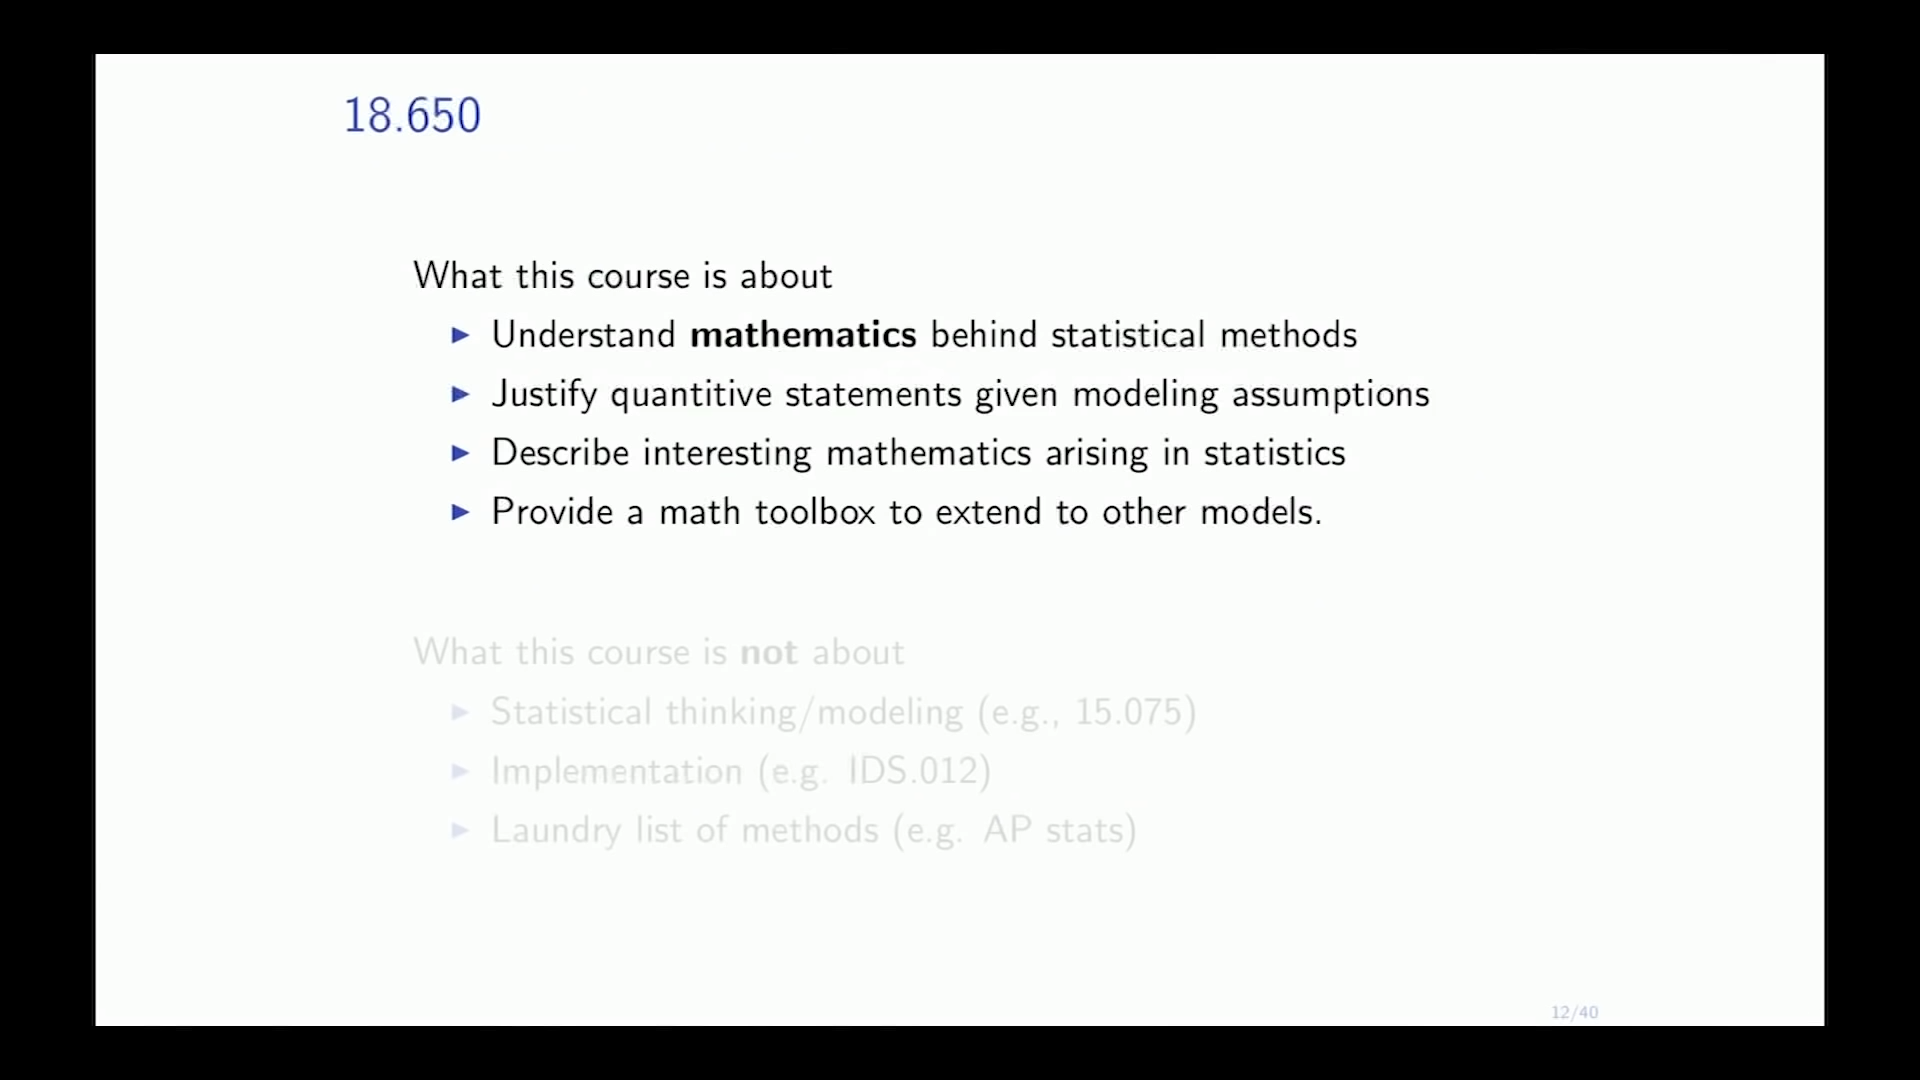 18.650
What this course is about
▶ Understand mathematics behind statistical methods
▶ Justify quantitive statements given modeling assumptions
▶ Describe interesting mathematics arising in statistics
▶ Provide a math toolbox to extend to other models.
What this course is not about
▶ Statistical thinking/modeling (e.g., 15.075)
▶ Implementation (e.g. IDS.012)
▶ Laundry list of methods (e.g. AP stats)
12/40